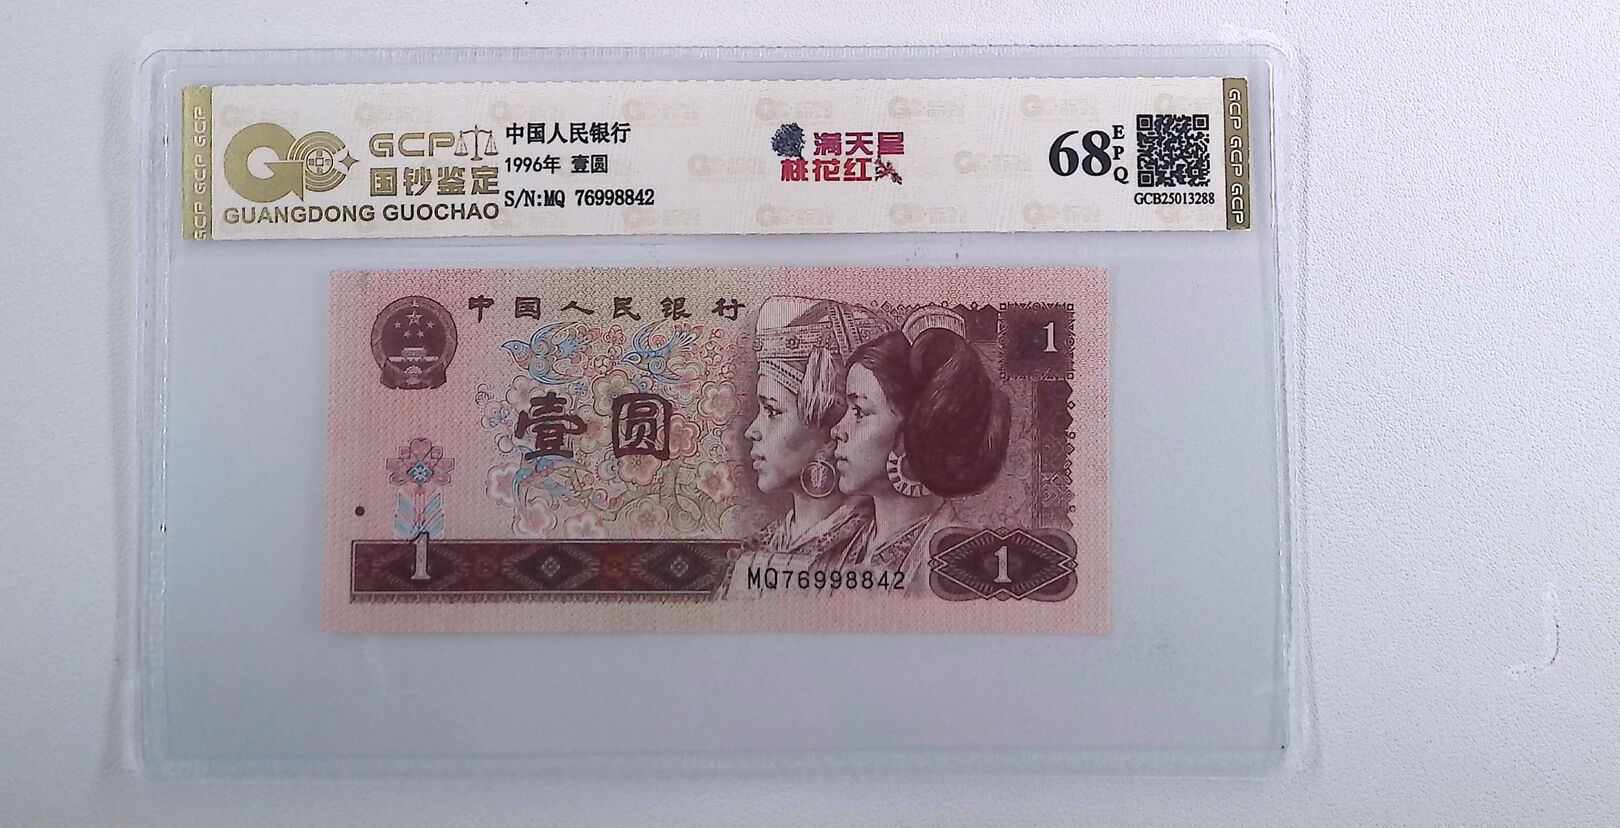 GCP GCP GCP
GCP
国钞鉴定
GUANGDONG GUOCHAO
中国人民银行
1996年 壹圆
S/N:MQ 76998842
满天星
桃花红
68 EPQ
GCB25013288
GCP GCP GCP
中国人民银行
1
壹圆
1
MQ76998842
1